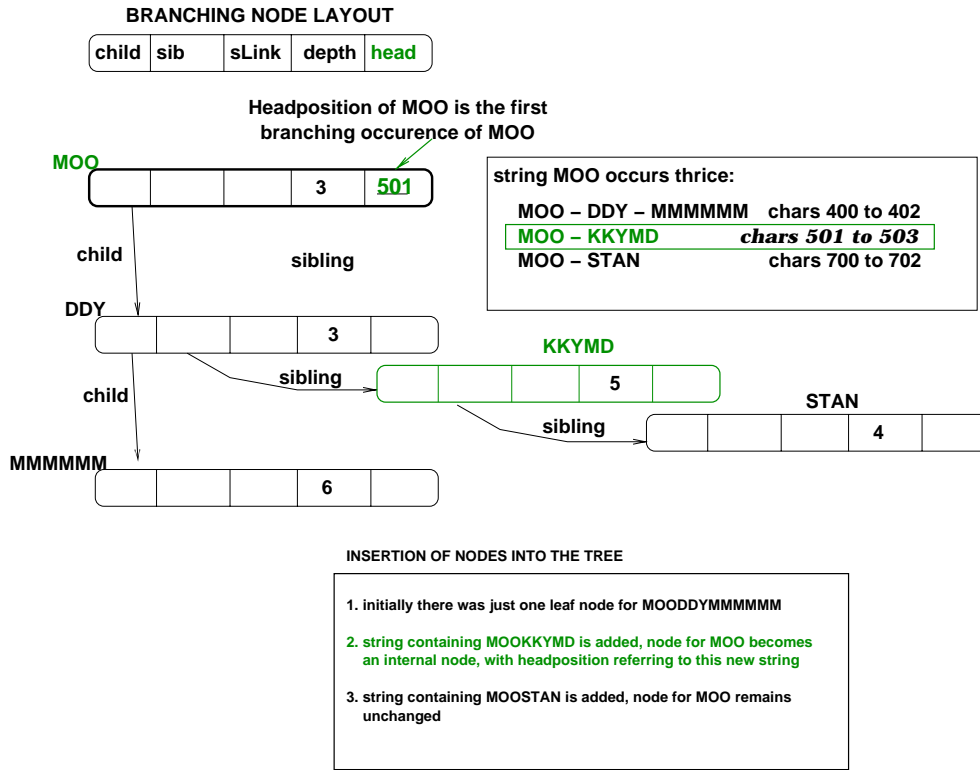 BRANCHING NODE LAYOUT
child sib sLink depth head
Headposition of MOO is the first
branching occurence of MOO
MOO
3 501
string MOO occurs thrice:
MOO – DDY – MMMMMM chars 400 to 402
MOO – KKYMD chars 501 to 503
MOO – STAN chars 700 to 702
child
sibling
DDY
3
KKYMD
sibling
5
child
STAN
sibling
4
MMMMMM
6
INSERTION OF NODES INTO THE TREE
1. initially there was just one leaf node for MOODDYMMMMMM
2. string containing MOOKKYMD is added, node for MOO becomes
an internal node, with headposition referring to this new string
3. string containing MOOSTAN is added, node for MOO remains
unchanged